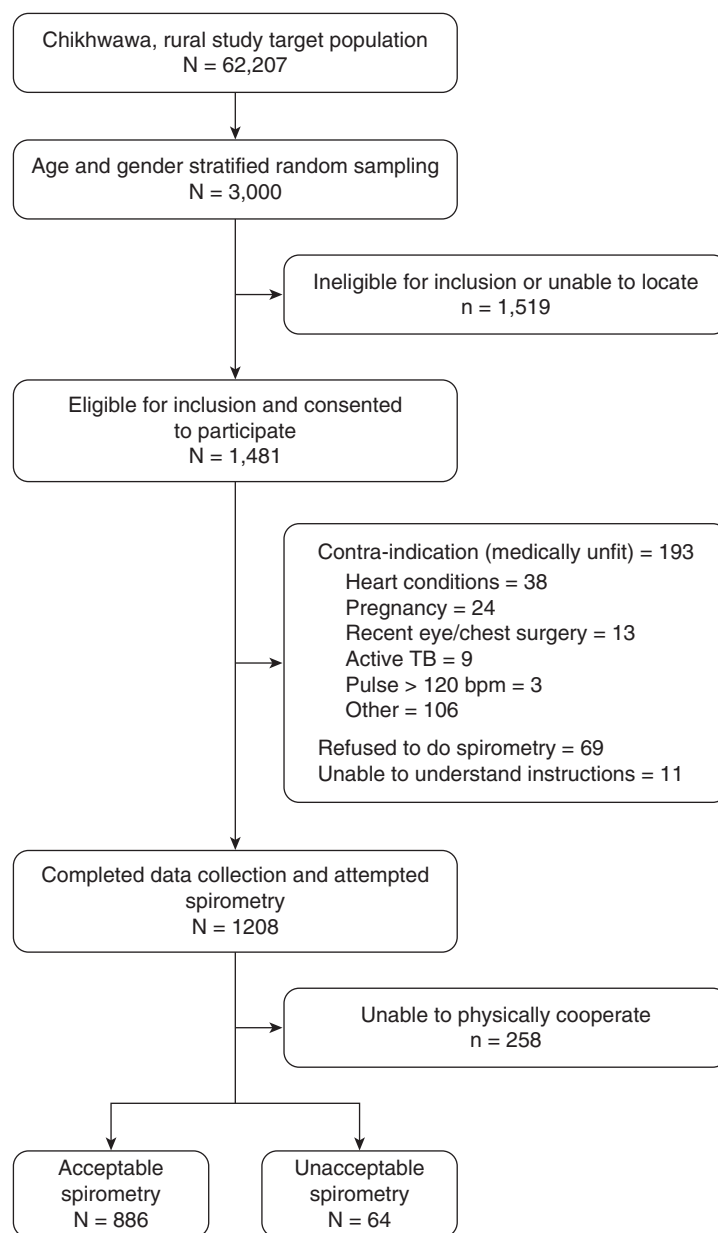 Chikhwawa, rural study target population
N = 62,207
Age and gender stratified random sampling
N = 3,000
Ineligible for inclusion or unable to locate
n = 1,519
Eligible for inclusion and consented
to participate
N = 1,481
Contra-indication (medically unfit) = 193
Heart conditions = 38
Pregnancy = 24
Recent eye/chest surgery = 13
Active TB = 9
Pulse > 120 bpm = 3
Other = 106
Refused to do spirometry = 69
Unable to understand instructions = 11
Completed data collection and attempted
spirometry
N = 1208
Unable to physically cooperate
n = 258
Acceptable
spirometry
N = 886
Unacceptable
spirometry
N = 64